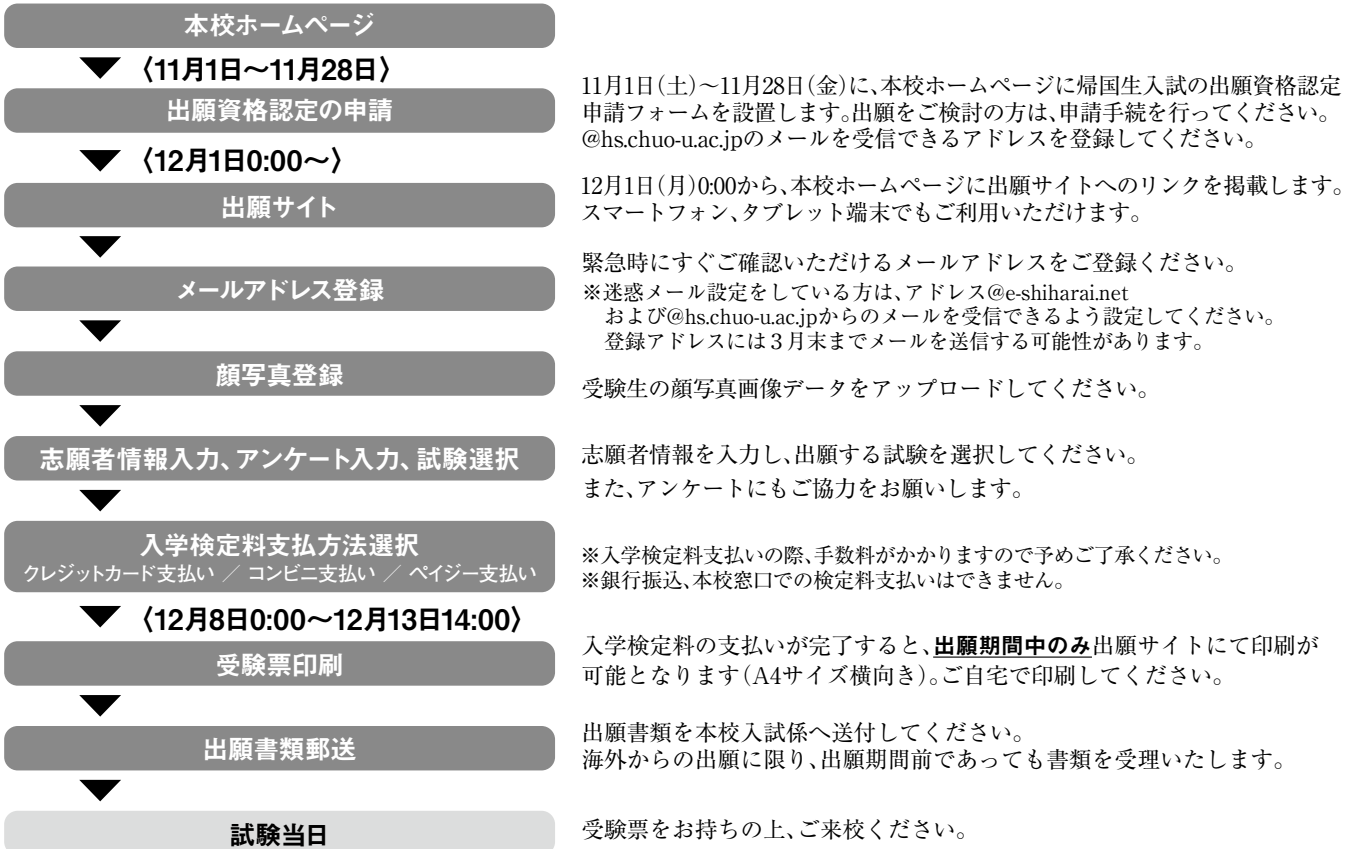 本校ホームページ
〈11月1日〜11月28日〉
出願資格認定の申請
11月1日(土)〜11月28日(金)に、本校ホームページに帰国生入試の出願資格認定
申請フォームを設置します。出願をご検討の方は、申請手続を行ってください。
@hs.chuo-u.ac.jpのメールを受信できるアドレスを登録してください。
〈12月1日0:00〜〉
出願サイト
12月1日(月)0:00から、本校ホームページに出願サイトへのリンクを掲載します。
スマートフォン、タブレット端末でもご利用いただけます。
メールアドレス登録
緊急時にすぐご確認いただけるメールアドレスをご登録ください。
※迷惑メール設定をしている方は、アドレス@e-shiharai.net
および@hs.chuo-u.ac.jpからのメールを受信できるよう設定してください。
登録アドレスには３月末までメールを送信する可能性があります。
顔写真登録
受験生の顔写真画像データをアップロードしてください。
志願者情報入力、アンケート入力、試験選択
志願者情報を入力し、出願する試験を選択してください。
また、アンケートにもご協力をお願いします。
入学検定料支払方法選択
クレジットカード支払い ／ コンビニ支払い ／ ペイジー支払い
※入学検定料支払いの際、手数料がかかりますので予めご了承ください。
※銀行振込、本校窓口での検定料支払いはできません。
〈12月8日0:00〜12月13日14:00〉
受験票印刷
入学検定料の支払いが完了すると、出願期間中のみ出願サイトにて印刷が
可能となります(A4サイズ横向き)。ご自宅で印刷してください。
出願書類郵送
出願書類を本校入試係へ送付してください。
海外からの出願に限り、出願期間前であっても書類を受理いたします。
試験当日
受験票をお持ちの上、ご来校ください。